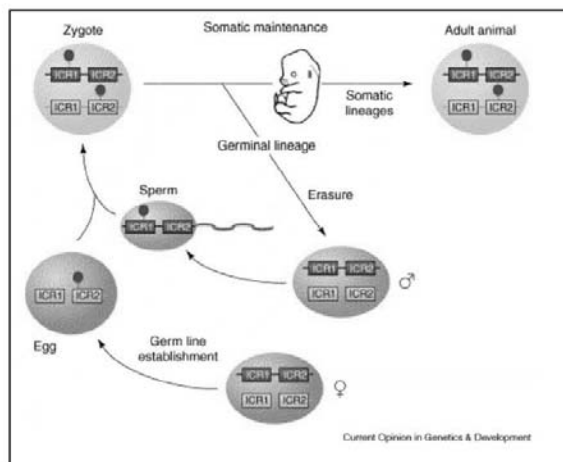 Zygote
Somatic maintenance
Adult animal
ICR1 ICR2
ICR1 ICR2
ICR1 ICR2
ICR1 ICR2
Somatic
lineages
Germinal lineage
Sperm
Erasure
ICR1 ICR2
ICR1 ICR2
ICR1 ICR2
♂
ICR1 ICR2
Egg
Germ line
establishment
ICR1 ICR2
ICR1 ICR2
♀
Current Opinion in Genetics & Development